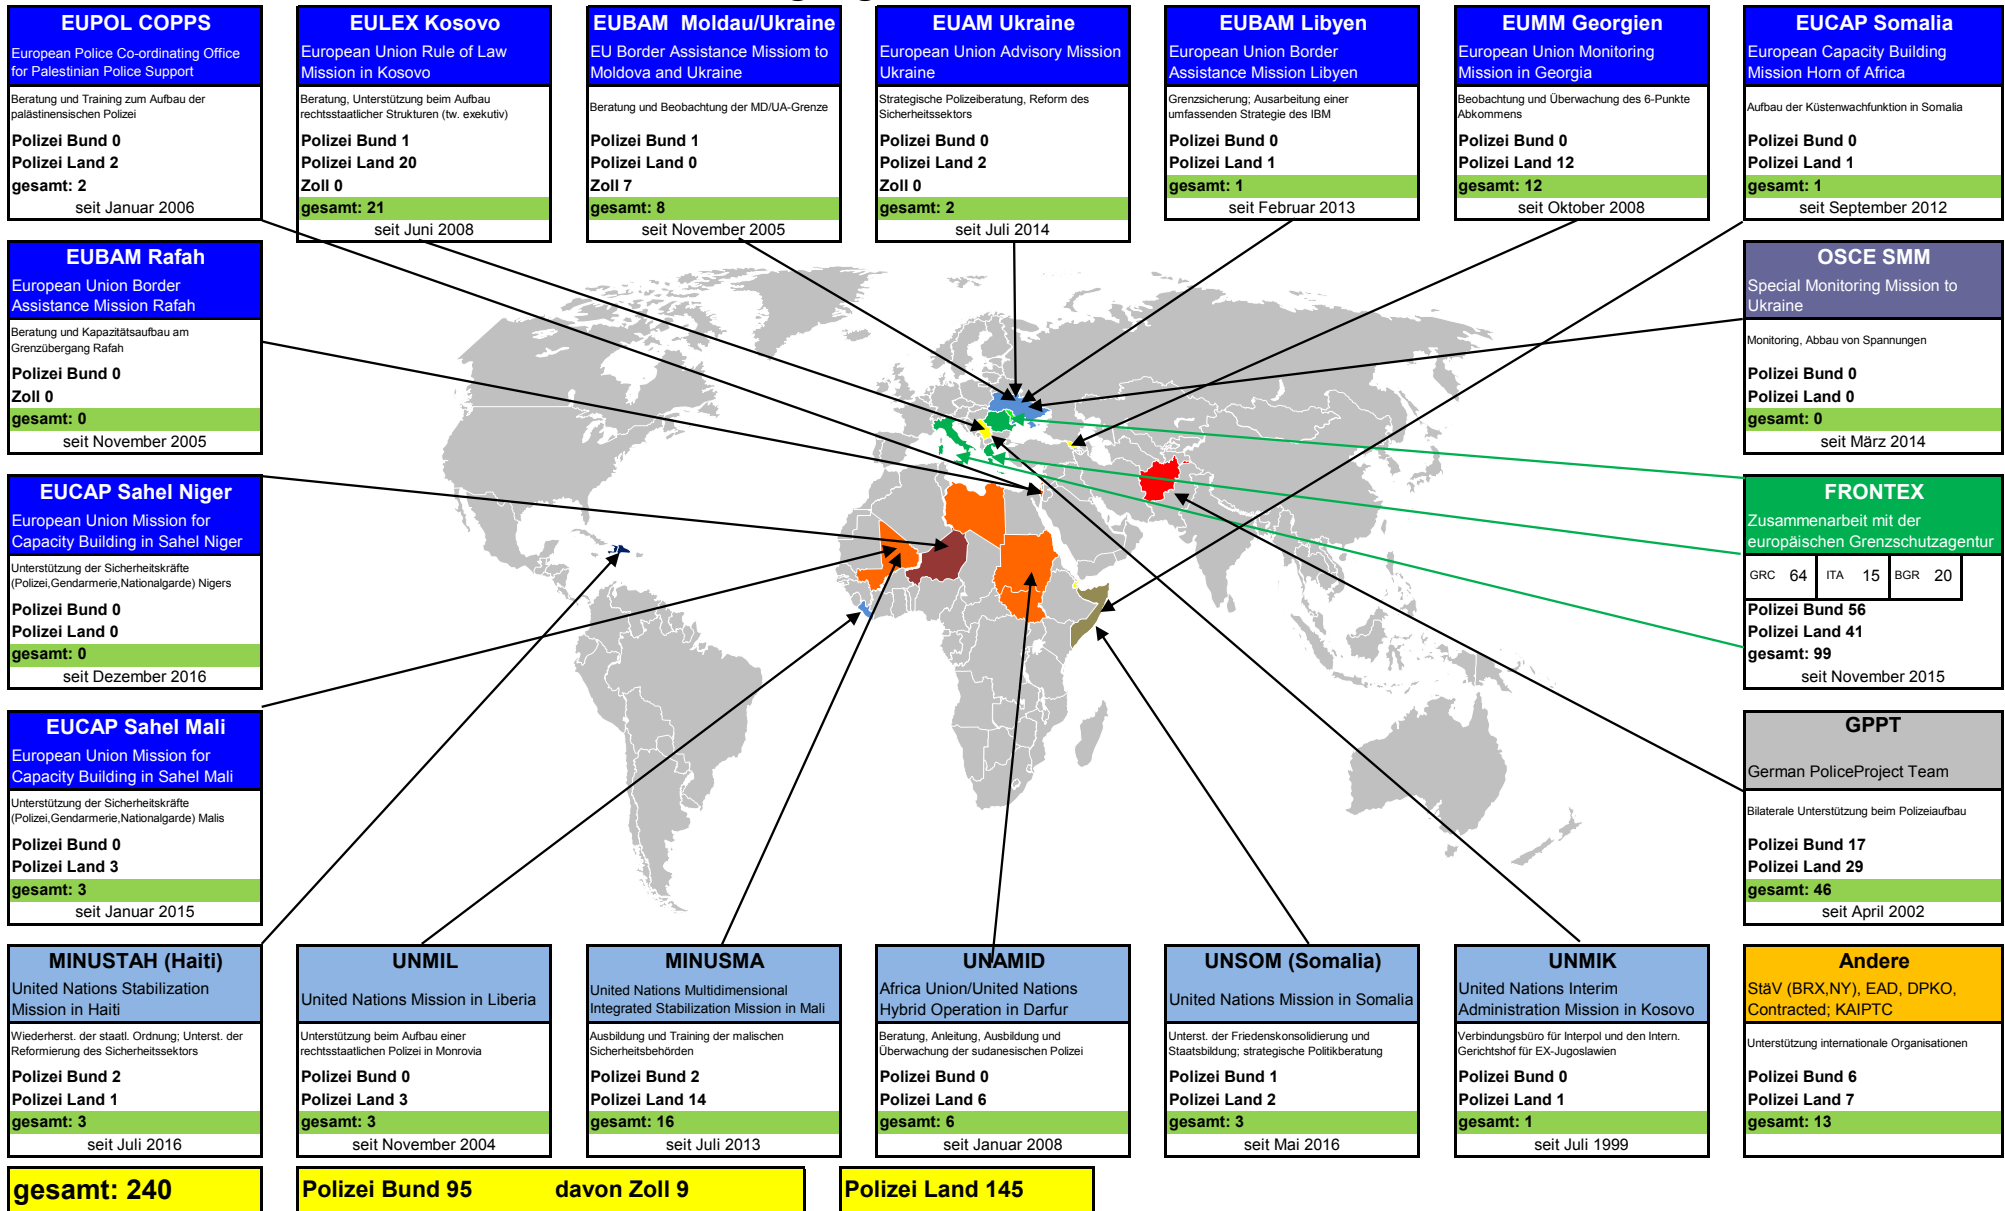 EUPOL COPPS
European Police Co-ordinating Office
for Palestinian Police Support
Beratung und Training zum Aufbau der
palästinensischen Polizei
Polizei Bund 0
Polizei Land 2
gesamt: 2
seit Januar 2006
EULEX Kosovo
European Union Rule of Law
Mission in Kosovo
Beratung, Unterstützung beim Aufbau
rechtsstaatlicher Strukturen (tw. exekutiv)
Polizei Bund 1
Polizei Land 20
Zoll 0
gesamt: 21
seit Juni 2008
EUBAM Moldau/Ukraine
EU Border Assistance Missiom to
Moldova and Ukraine
Beratung und Beobachtung der MD/UA-Grenze
Polizei Bund 1
Polizei Land 0
Zoll 7
gesamt: 8
seit November 2005
EUAM Ukraine
European Union Advisory Mission
Ukraine
Strategische Polizeiberatung, Reform des
Sicherheitssektors
Polizei Bund 0
Polizei Land 2
Zoll 0
gesamt: 2
seit Juli 2014
EUBAM Libyen
European Union Border
Assistance Mission Libyen
Grenzsicherung; Ausarbeitung einer
umfassenden Strategie des IBM
Polizei Bund 0
Polizei Land 1
gesamt: 1
seit Februar 2013
EUMM Georgien
European Union Monitoring
Mission in Georgia
Beobachtung und Überwachung des 6-Punkte
Abkommens
Polizei Bund 0
Polizei Land 12
gesamt: 12
seit Oktober 2008
EUCAP Somalia
European Capacity Building
Mission Horn of Africa
Aufbau der Küstenwachfunktion in Somalia
Polizei Bund 0
Polizei Land 1
gesamt: 1
seit September 2012
EUBAM Rafah
European Union Border
Assistance Mission Rafah
Beratung und Kapazitätsaufbau am
Grenzübergang Rafah
Polizei Bund 0
Zoll 0
gesamt: 0
seit November 2005
OSCE SMM
Special Monitoring Mission to
Ukraine
Monitoring, Abbau von Spannungen
Polizei Bund 0
Polizei Land 0
gesamt: 0
seit März 2014
EUCAP Sahel Niger
European Union Mission for
Capacity Building in Sahel Niger
Unterstützung der Sicherheitskräfte
(Polizei,Gendarmerie,Nationalgarde) Nigers
Polizei Bund 0
Polizei Land 0
gesamt: 0
seit Dezember 2016
FRONTEX
Zusammenarbeit mit der
europäischen Grenzschutzagentur
GRC 64 ITA 15 BGR 20
Polizei Bund 56
Polizei Land 41
gesamt: 99
seit November 2015
EUCAP Sahel Mali
European Union Mission for
Capacity Building in Sahel Mali
Unterstützung der Sicherheitskräfte
(Polizei,Gendarmerie,Nationalgarde) Malis
Polizei Bund 0
Polizei Land 3
gesamt: 3
seit Januar 2015
GPPT
German PoliceProject Team
Bilaterale Unterstützung beim Polizeiaufbau
Polizei Bund 17
Polizei Land 29
gesamt: 46
seit April 2002
MINUSTAH (Haiti)
United Nations Stabilization
Mission in Haiti
Wiederherst. der staatl. Ordnung; Unterst. der
Reformierung des Sicherheitssektors
Polizei Bund 2
Polizei Land 1
gesamt: 3
seit Juli 2016
UNMIL
United Nations Mission in Liberia
Unterstützung beim Aufbau einer
rechtsstaatlichen Polizei in Monrovia
Polizei Bund 0
Polizei Land 3
gesamt: 3
seit November 2004
MINUSMA
United Nations Multidimensional
Integrated Stabilization Mission in Mali
Ausbildung und Training der malischen
Sicherheitsbehörden
Polizei Bund 2
Polizei Land 14
gesamt: 16
seit Juli 2013
UNAMID
Africa Union/United Nations
Hybrid Operation in Darfur
Beratung, Anleitung, Ausbildung und
Überwachung der sudanesischen Polizei
Polizei Bund 0
Polizei Land 6
gesamt: 6
seit Januar 2008
UNSOM (Somalia)
United Nations Mission in Somalia
Unterst. der Friedenskonsolidierung und
Staatsbildung; strategische Politikberatung
Polizei Bund 1
Polizei Land 2
gesamt: 3
seit Mai 2016
UNMIK
United Nations Interim
Administration Mission in Kosovo
Verbindungsbüro für Interpol und den Intern.
Gerichtshof für EX-Jugoslawien
Polizei Bund 0
Polizei Land 1
gesamt: 1
seit Juli 1999
Andere
StäV (BRX,NY), EAD, DPKO,
Contracted; KAIPTC
Unterstützung internationale Organisationen
Polizei Bund 6
Polizei Land 7
gesamt: 13
gesamt: 240
Polizei Bund 95 davon Zoll 9
Polizei Land 145